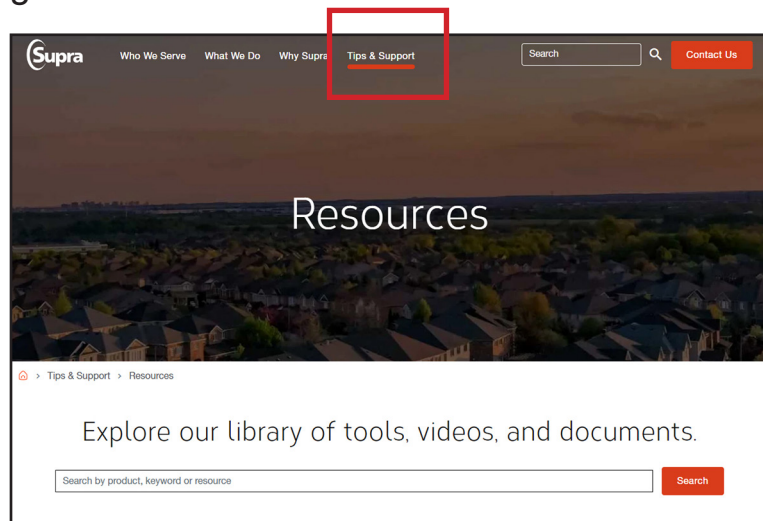 Supra Who We Serve What We Do Why Supra Tips & Support Search Contact Us
Resources
> Tips & Support > Resources
Explore our library of tools, videos, and documents.
Search by product, keyword or resource Search